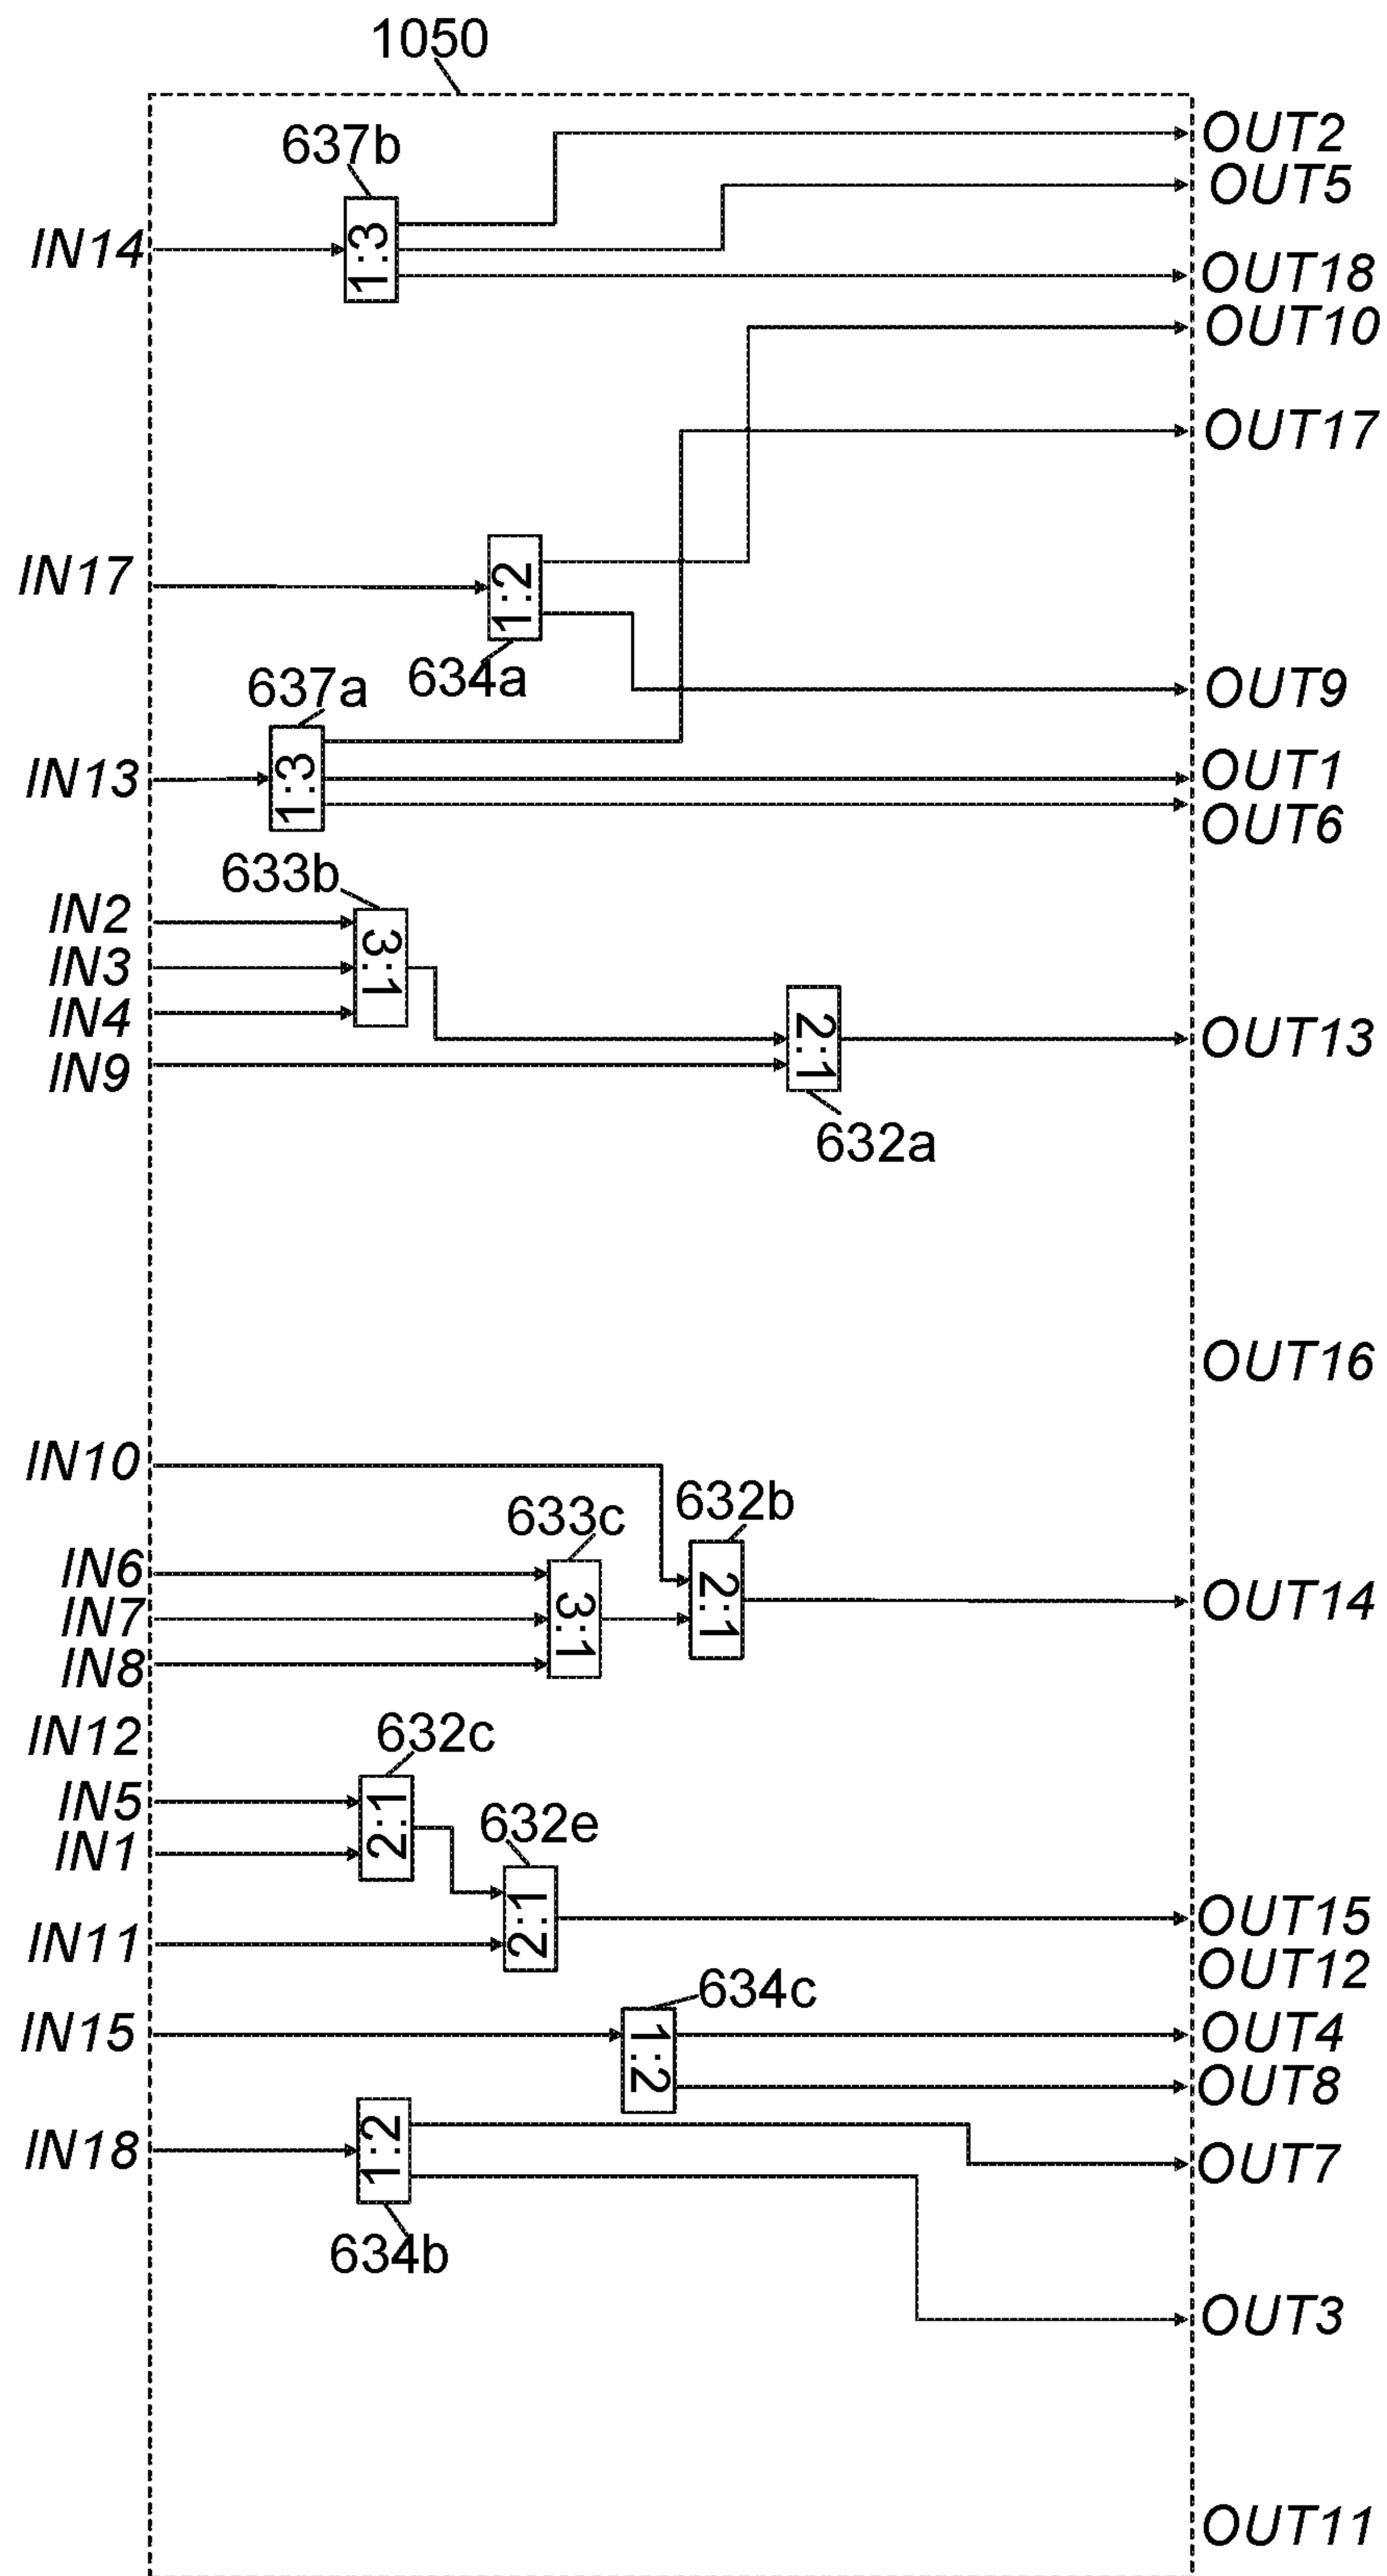 1050
637b
OUT2
OUT5
IN14
1:3
OUT18
OUT10
OUT17
IN17
1:2
634a
637a
OUT9
IN13
1:3
OUT1
OUT6
633b
IN2
3:1
IN3
IN4
2:1
OUT13
IN9
632a
OUT16
IN10
633c
632b
IN6
2:1
OUT14
IN7
3:1
IN8
IN12
632c
IN5
2:1
IN1
632e
2:1
OUT15
IN11
OUT12
634c
IN15
1:2
OUT4
OUT8
IN18
1:2
OUT7
634b
OUT3
OUT11